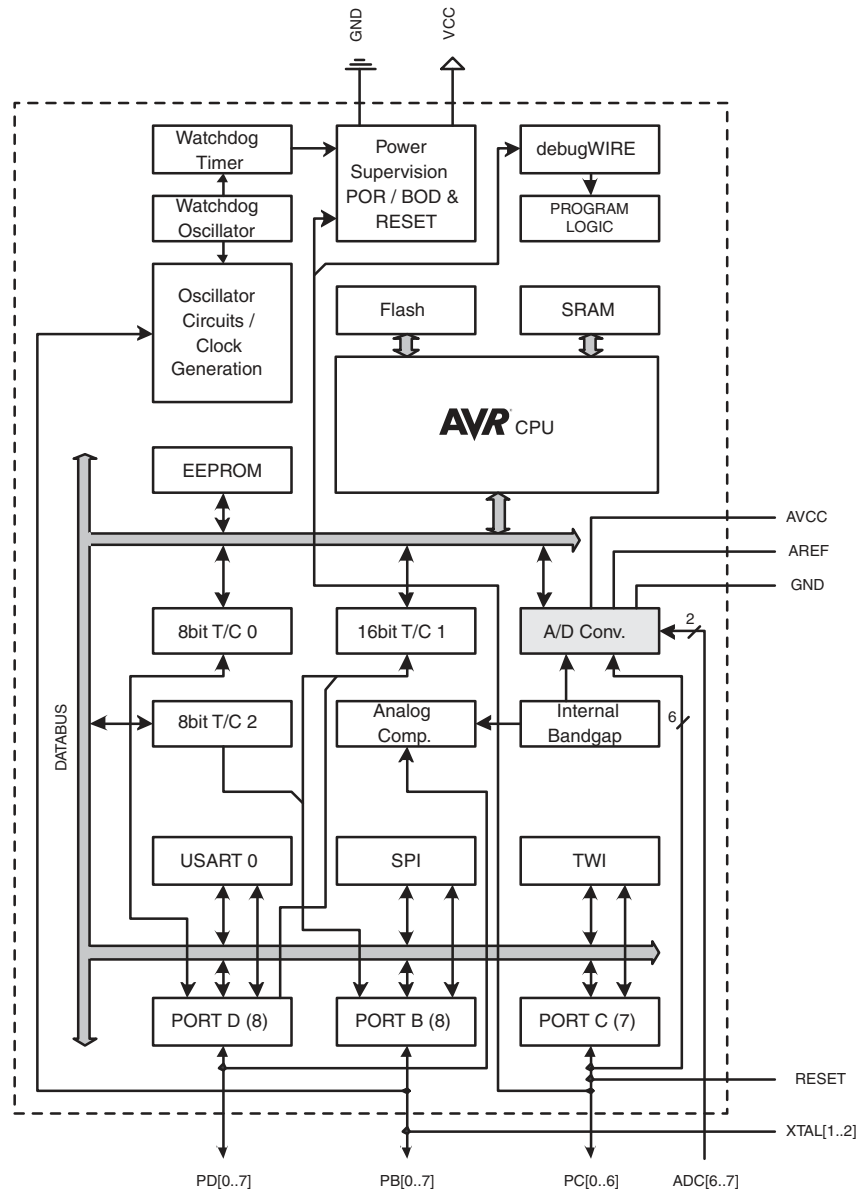 GND
VCC
Watchdog
Timer
Power
Supervision
POR / BOD &
RESET
debugWIRE
Watchdog
Oscillator
PROGRAM
LOGIC
Oscillator
Circuits /
Clock
Generation
Flash
SRAM
AVR CPU
EEPROM
AVCC
AREF
GND
8bit T/C 0
16bit T/C 1
A/D Conv.
2
8bit T/C 2
Analog
Comp.
Internal
Bandgap
6
DATABUS
USART 0
SPI
TWI
PORT D (8)
PORT B (8)
PORT C (7)
RESET
XTAL[1..2]
PD[0..7]
PB[0..7]
PC[0..6]
ADC[6..7]